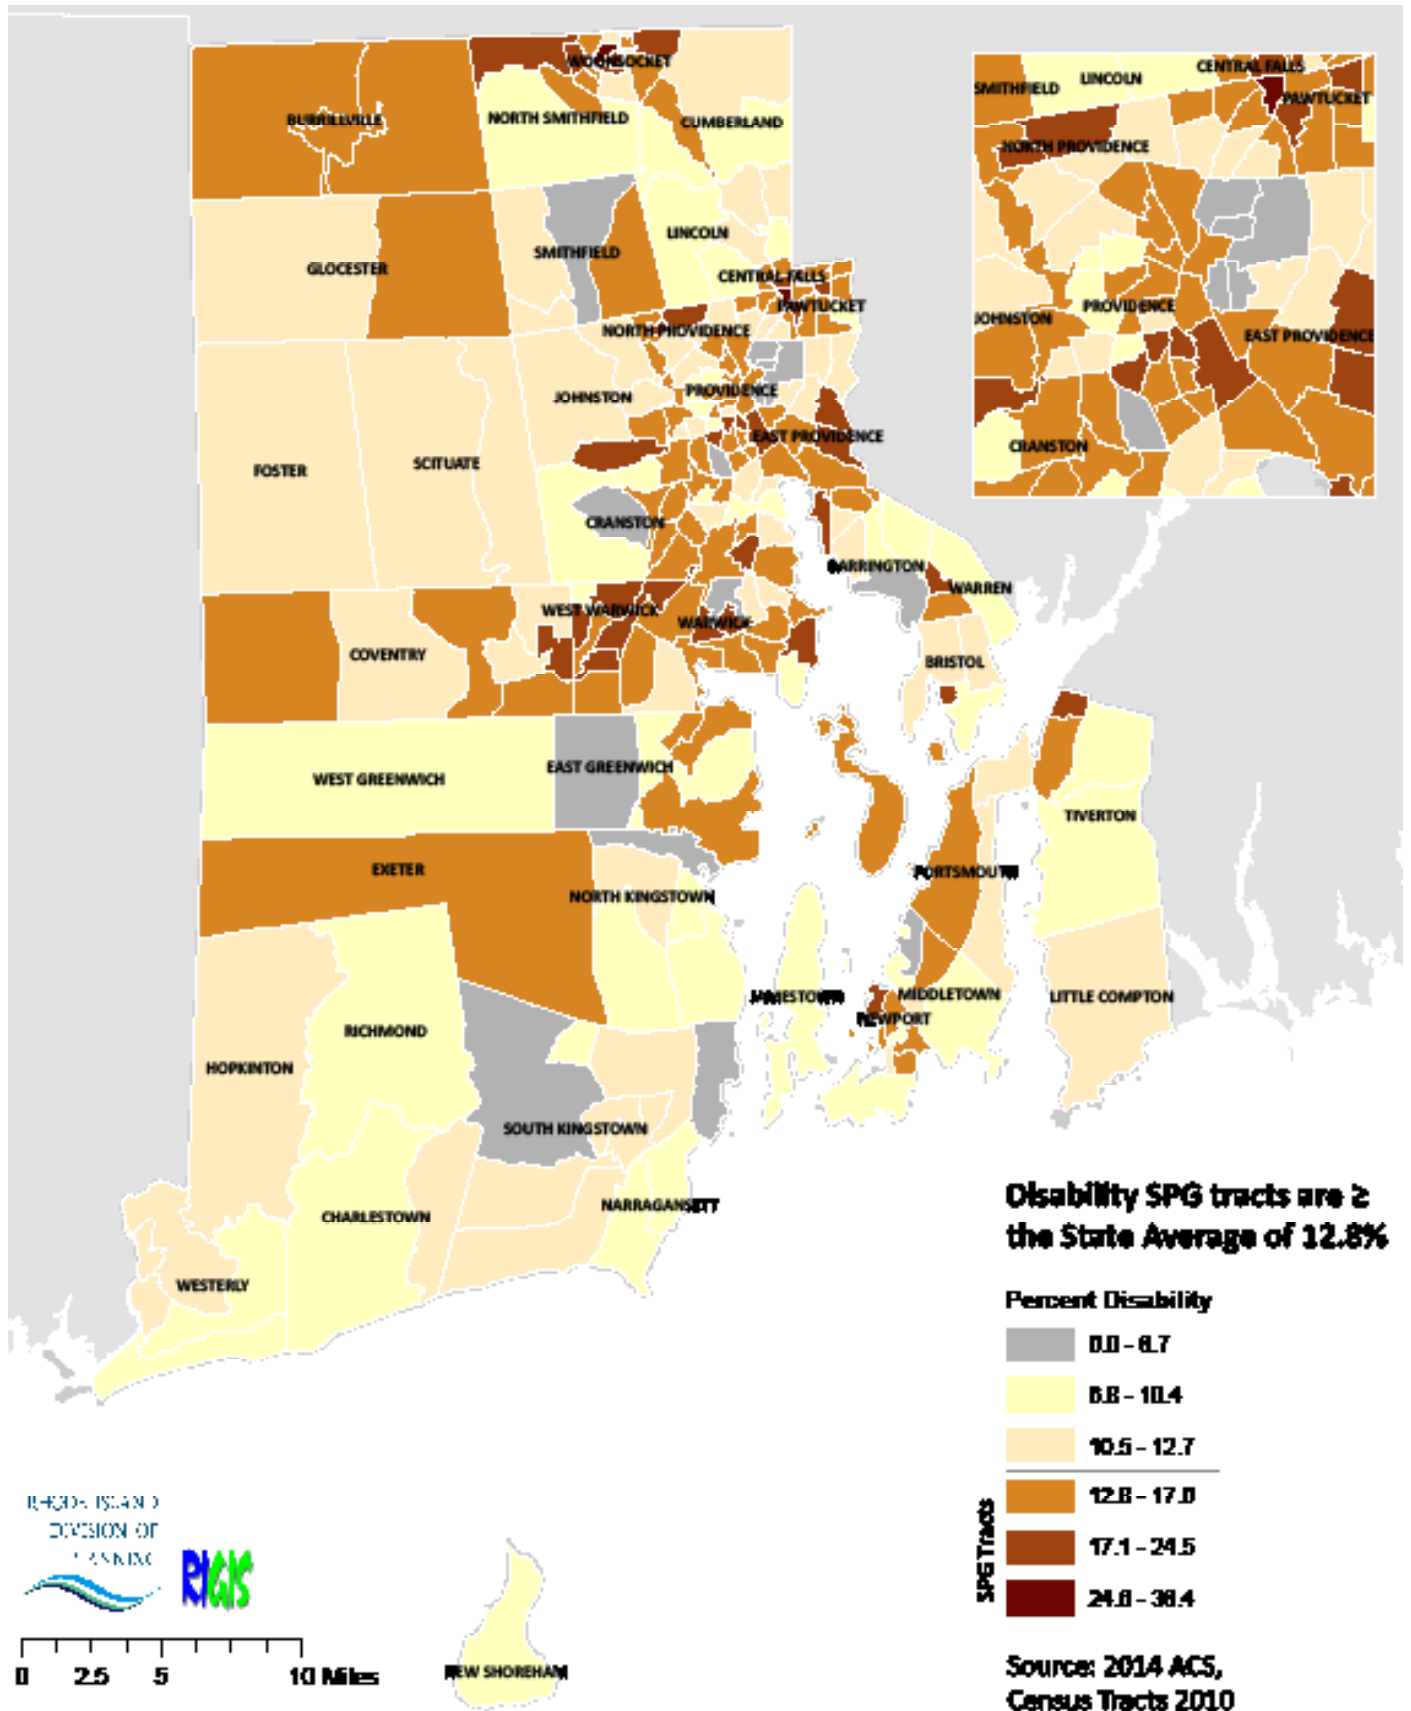 WOONSOCKET
BURRILLVILLE
NORTH SMITHFIELD
CUMBERLAND
LINCOLN
SMITHFIELD
GLOCESTER
CENTRAL FALLS
PAWTUCKET
NORTH PROVIDENCE
PROVIDENCE
JOHNSTON
EAST PROVIDENCE
SCITUATE
FOSTER
CRANSTON
BARRINGTON
WARREN
WEST WARWICK
WARWICK
COVENTRY
BRISTOL
EAST GREENWICH
WEST GREENWICH
TIVERTON
EXETER
PORTSMOUTH
NORTH KINGSTOWN
JAMESTOWN
MIDDLETOWN
LITTLE COMPTON
NEWPORT
RICHMOND
HOPKINTON
SOUTH KINGSTOWN
NARRAGANSETT
CHARLESTOWN
WESTERLY
NEW SHOREHAM
CENTRAL FALLS
LINCOLN
SMITHFIELD
PAWTUCKET
NORTH PROVIDENCE
PROVIDENCE
JOHNSTON
EAST PROVIDENCE
CRANSTON
Disability SPG tracts are ≥
the State Average of 12.8%
Percent Disability
0.0 - 6.7
6.8 - 10.4
10.5 - 12.7
12.8 - 17.0
17.1 - 24.5
24.6 - 36.4
SPG Tracts
Source: 2014 ACS,
Census Tracts 2010
RHODE ISLAND
DIVISION OF
PLANNING
RIGIS
0 2.5 5 10 Miles